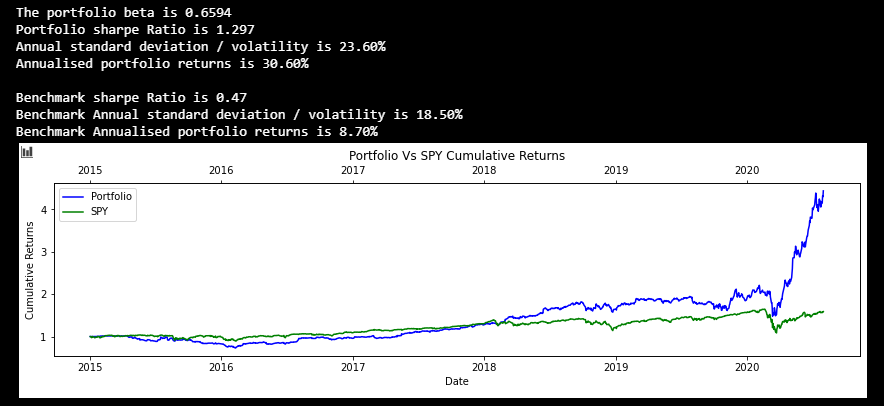 The portfolio beta is 0.6594
Portfolio sharpe Ratio is 1.297
Annual standard deviation / volatility is 23.60%
Annualised portfolio returns is 30.60%
Benchmark sharpe Ratio is 0.47
Benchmark Annual standard deviation / volatility is 18.50%
Benchmark Annualised portfolio returns is 8.70%
Portfolio Vs SPY Cumulative Returns
2015 2016 2017 2018 2019 2020
Portfolio
SPY
Cumulative Returns
4
3
2
1
2015 2016 2017 2018 2019 2020
Date